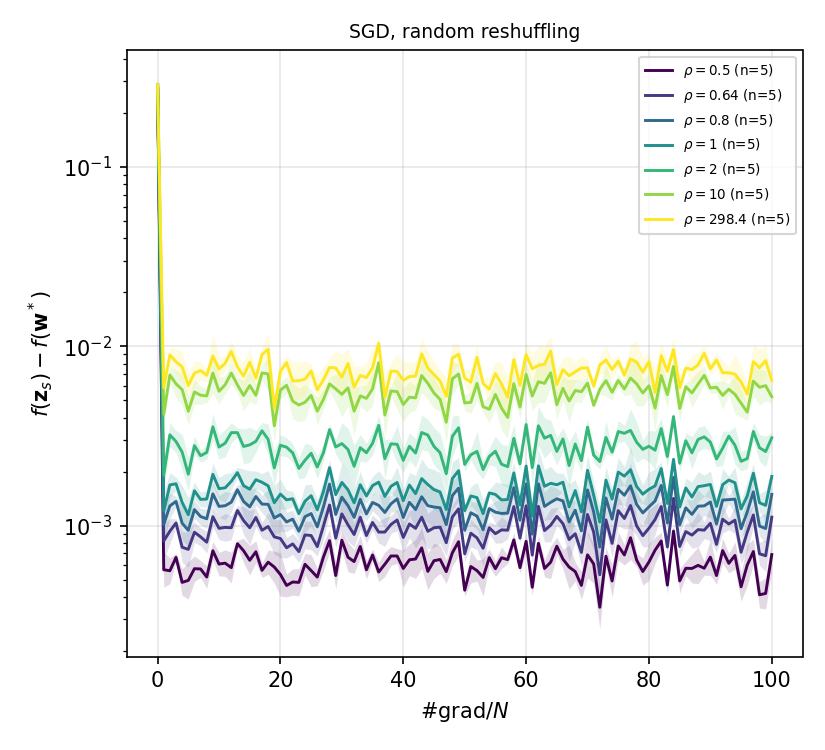 SGD, random reshuffling
ρ = 0.5 (n=5)
ρ = 0.64 (n=5)
ρ = 0.8 (n=5)
ρ = 1 (n=5)
ρ = 2 (n=5)
ρ = 10 (n=5)
ρ = 298.4 (n=5)
10⁻¹
10⁻²
10⁻³
f(𝐳ₛ) − f(𝐰*)
0 20 40 60 80 100
#grad/N